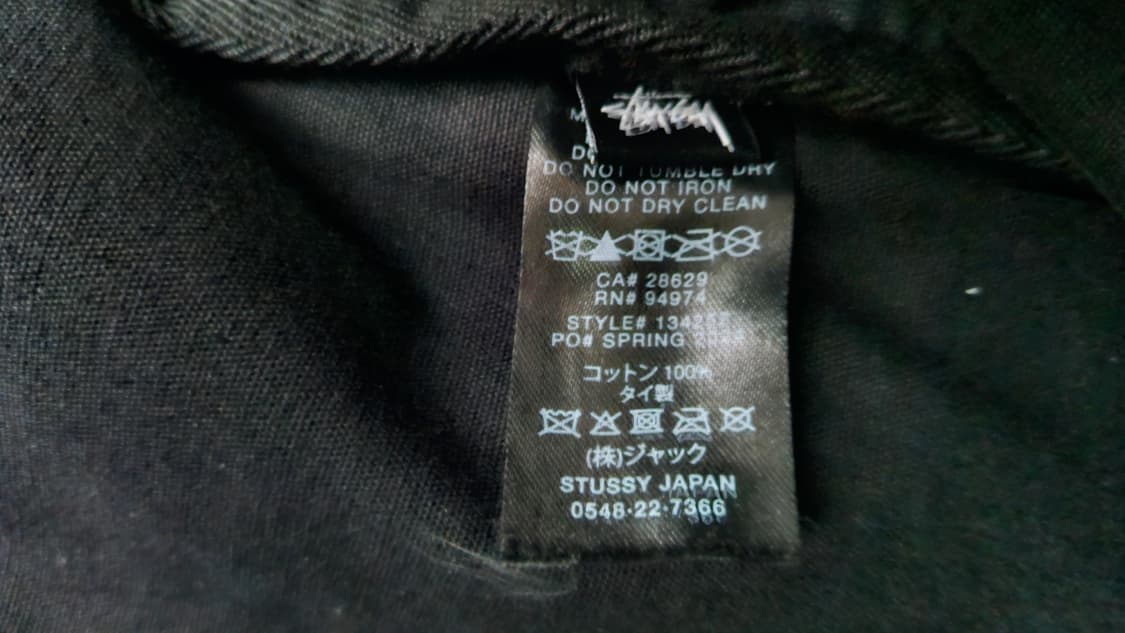 STÜSSY
DO NOT TUMBLE DRY
DO NOT IRON
DO NOT DRY CLEAN
CA# 28629
RN# 94974
STYLE#
PO# SPRING
コットン 100%
タイ製
(株)ジャック
STUSSY JAPAN
0548·22·7366